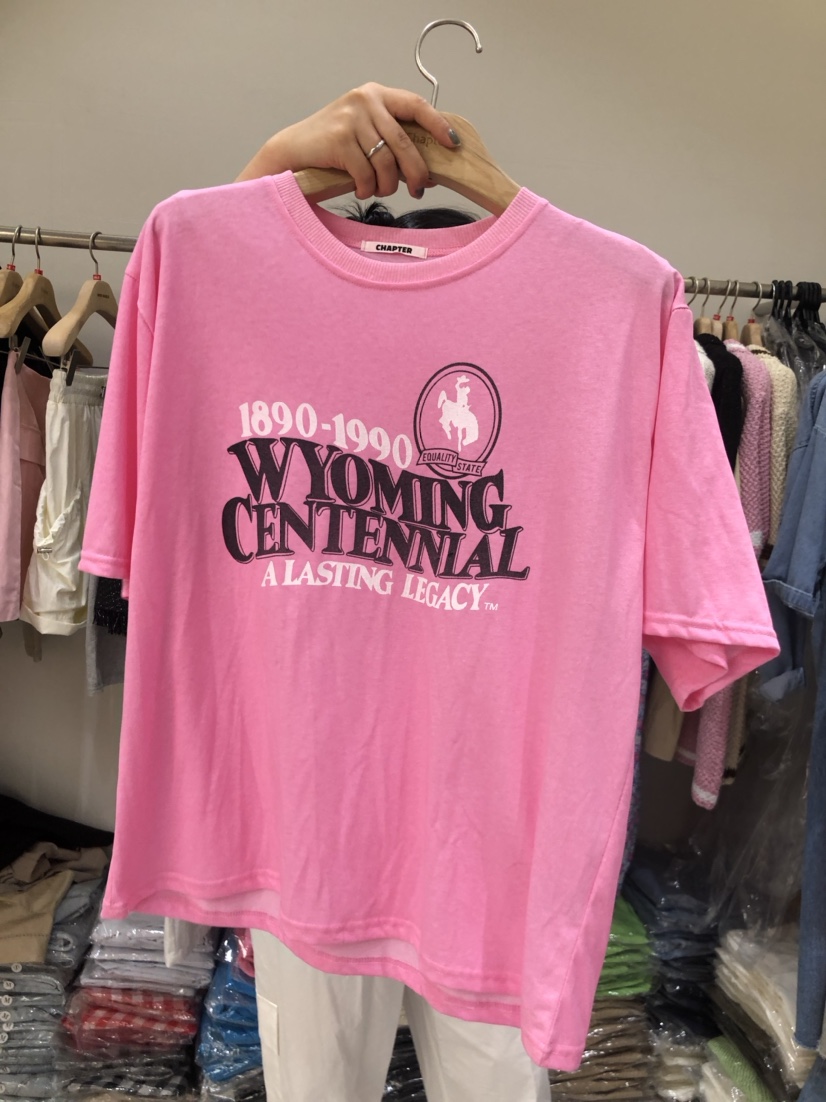 CHAPTER
1890-1990
EQUALITY STATE
WYOMING
CENTENNIAL
A LASTING LEGACY™